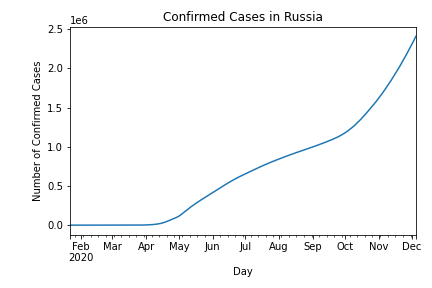 Confirmed Cases in Russia
1e6
2.5
2.0
1.5
1.0
0.5
0.0
Number of Confirmed Cases
Feb Mar Apr May Jun Jul Aug Sep Oct Nov Dec
2020
Day